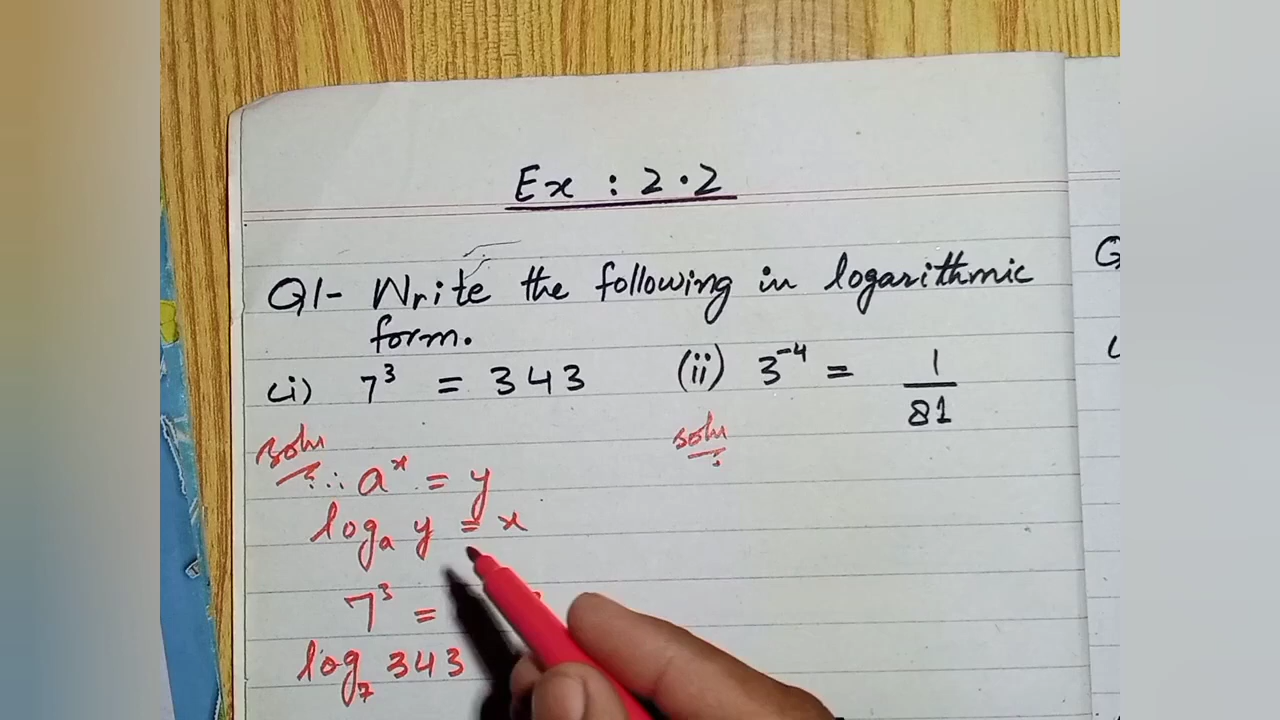 Ex : 2.2
Q1- Write the following in logarithmic
form.
(i) 7³ = 343 (ii) 3⁻⁴ = 1/81
Soln Soln
∴ aˣ = y
logₐ y = x
7³ =
log₇ 343